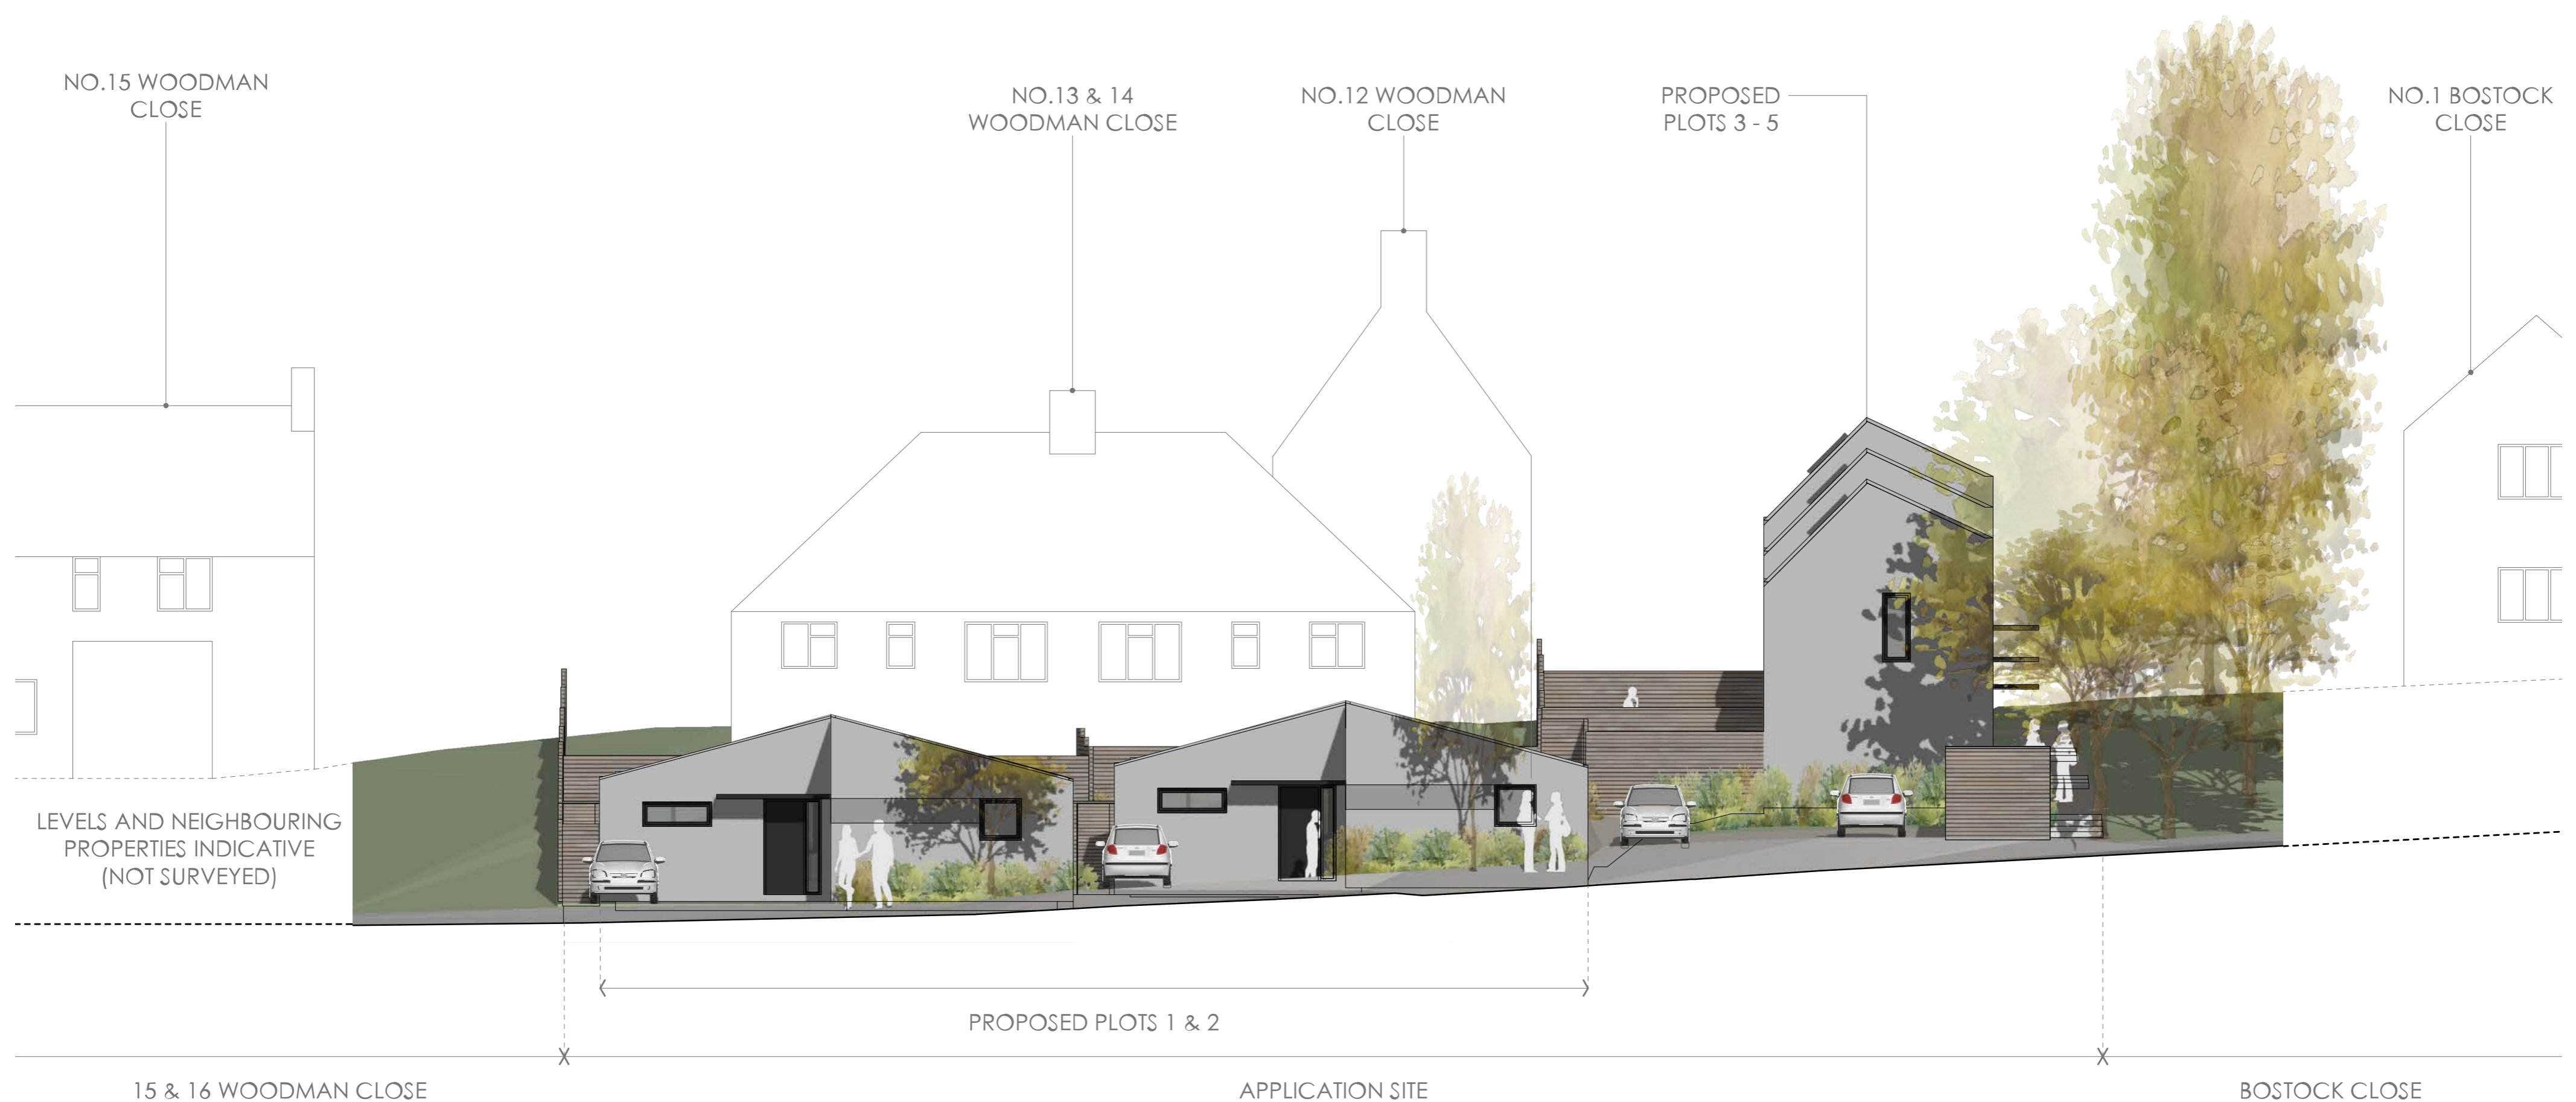 NO.15 WOODMAN
CLOSE
NO.13 & 14
WOODMAN CLOSE
NO.12 WOODMAN
CLOSE
PROPOSED
PLOTS 3 - 5
NO.1 BOSTOCK
CLOSE
LEVELS AND NEIGHBOURING
PROPERTIES INDICATIVE
(NOT SURVEYED)
PROPOSED PLOTS 1 & 2
15 & 16 WOODMAN CLOSE
APPLICATION SITE
BOSTOCK CLOSE